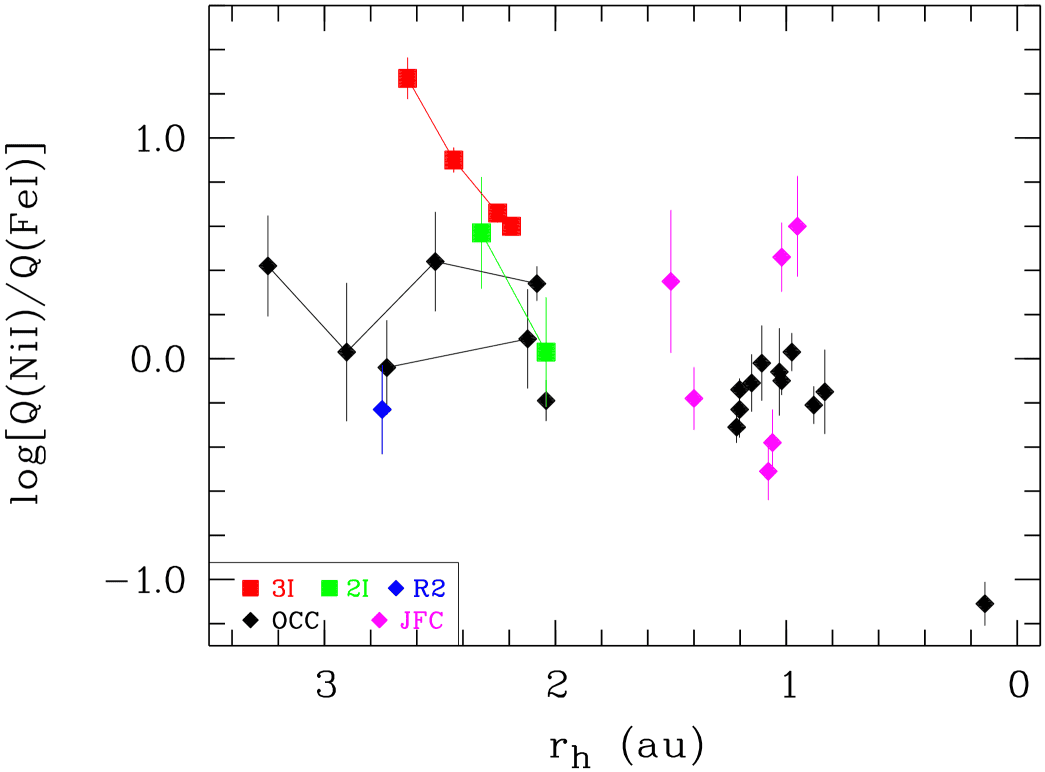 log[Q(NiI)/Q(FeI)]
1.0
0.0
−1.0
3I 2I R2
OCC JFC
3 2 1 0
r_h (au)